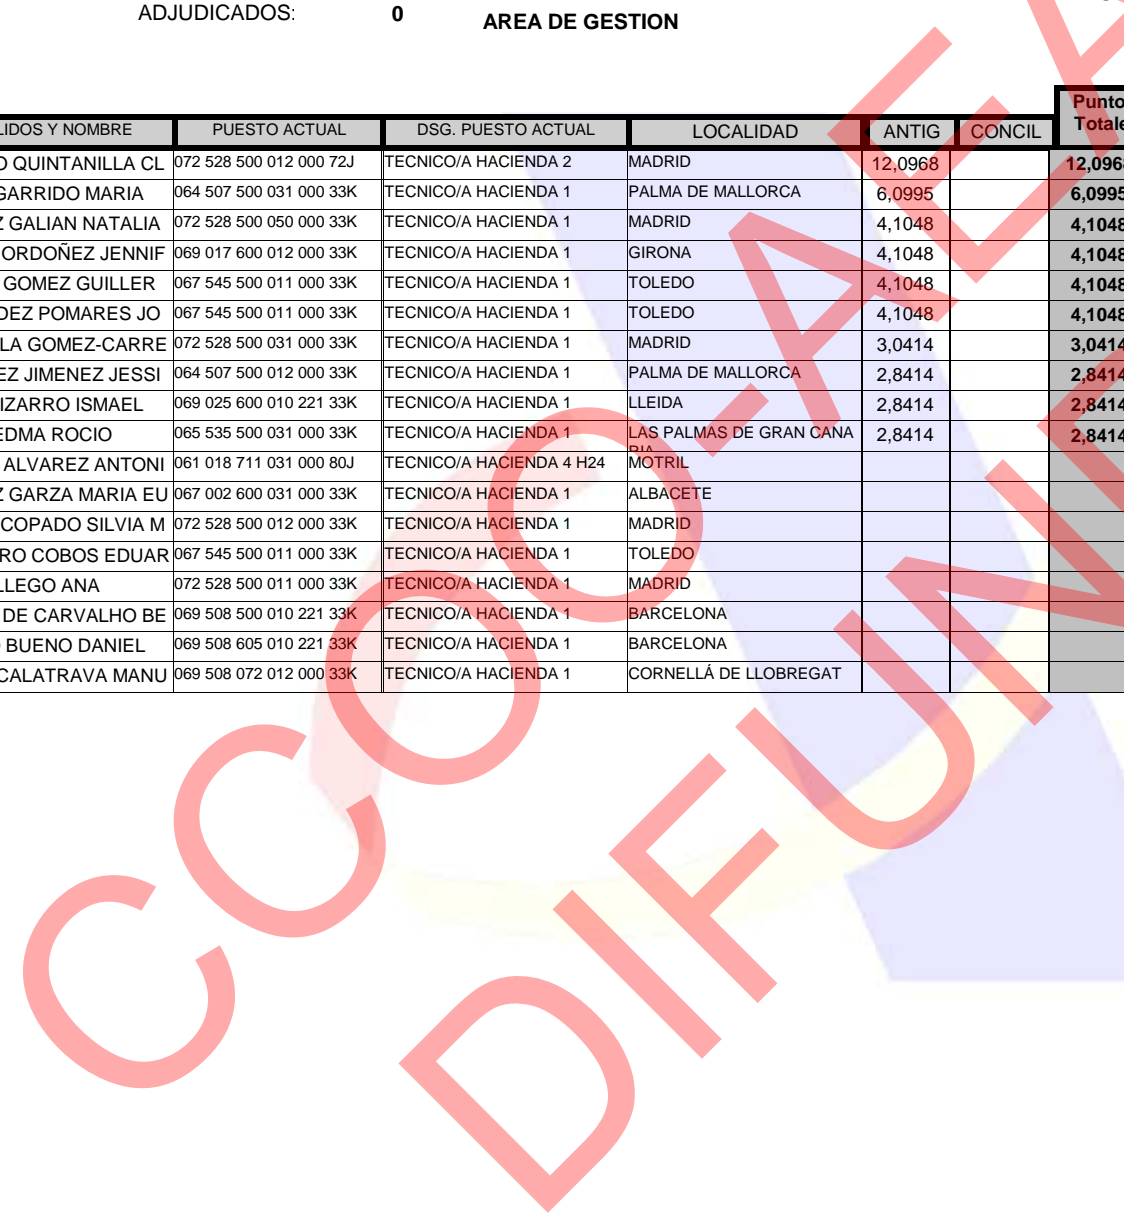 ADJUDICADOS: 0 AREA DE GESTION
LIDOS Y NOMBRE PUESTO ACTUAL DSG. PUESTO ACTUAL LOCALIDAD ANTIG CONCIL Punto Totale
O QUINTANILLA CL 072 528 500 012 000 72J TECNICO/A HACIENDA 2 MADRID 12,0968 12,0968
GARRIDO MARIA 064 507 500 031 000 33K TECNICO/A HACIENDA 1 PALMA DE MALLORCA 6,0995 6,0995
Z GALIAN NATALIA 072 528 500 050 000 33K TECNICO/A HACIENDA 1 MADRID 4,1048 4,1048
ORDOÑEZ JENNIF 069 017 600 012 000 33K TECNICO/A HACIENDA 1 GIRONA 4,1048 4,1048
GOMEZ GUILLER 067 545 500 011 000 33K TECNICO/A HACIENDA 1 TOLEDO 4,1048 4,1048
DEZ POMARES JO 067 545 500 011 000 33K TECNICO/A HACIENDA 1 TOLEDO 4,1048 4,1048
LA GOMEZ-CARRE 072 528 500 031 000 33K TECNICO/A HACIENDA 1 MADRID 3,0414 3,0414
EZ JIMENEZ JESSI 064 507 500 012 000 33K TECNICO/A HACIENDA 1 PALMA DE MALLORCA 2,8414 2,8414
IZARRO ISMAEL 069 025 600 010 221 33K TECNICO/A HACIENDA 1 LLEIDA 2,8414 2,8414
EDMA ROCIO 065 535 500 031 000 33K TECNICO/A HACIENDA 1 LAS PALMAS DE GRAN CANA 2,8414 2,8414
RIA
ALVAREZ ANTONI 061 018 711 031 000 80J TECNICO/A HACIENDA 4 H24 MOTRIL
Z GARZA MARIA EU 067 002 600 031 000 33K TECNICO/A HACIENDA 1 ALBACETE
COPADO SILVIA M 072 528 500 012 000 33K TECNICO/A HACIENDA 1 MADRID
RO COBOS EDUAR 067 545 500 011 000 33K TECNICO/A HACIENDA 1 TOLEDO
LLEGO ANA 072 528 500 011 000 33K TECNICO/A HACIENDA 1 MADRID
DE CARVALHO BE 069 508 500 010 221 33K TECNICO/A HACIENDA 1 BARCELONA
BUENO DANIEL 069 508 605 010 221 33K TECNICO/A HACIENDA 1 BARCELONA
CALATRAVA MANU 069 508 072 012 000 33K TECNICO/A HACIENDA 1 CORNELLÁ DE LLOBREGAT
CCOO-AEA
DIFUN